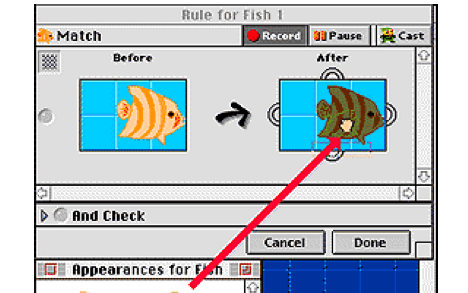 Rule for Fish 1
Match Record Pause Cast
Before After
And Check
Cancel Done
Appearances for Fish